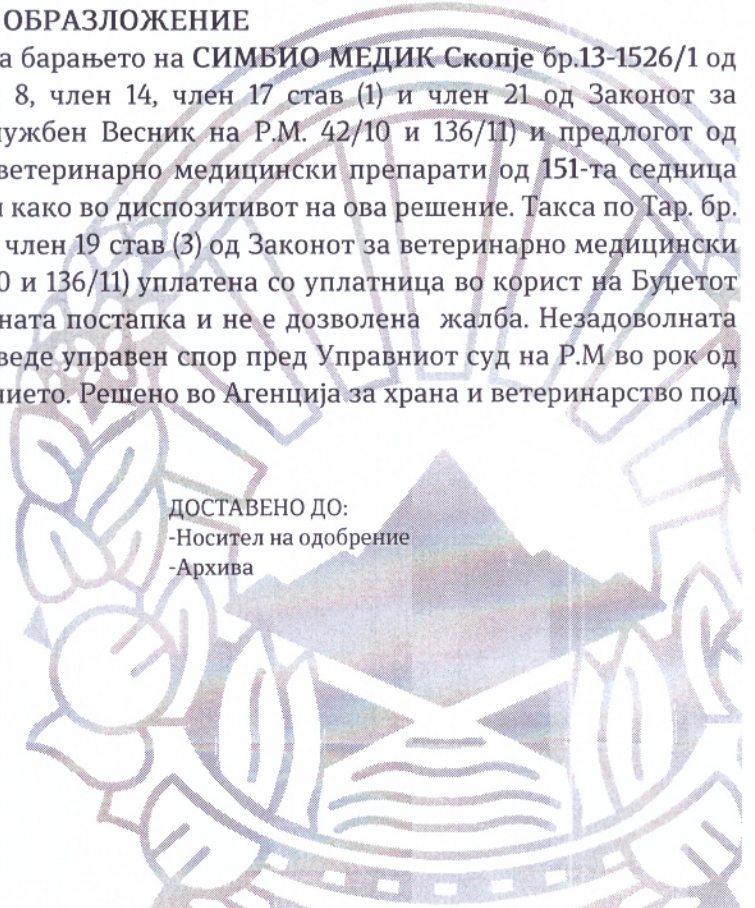 ОБРАЗЛОЖЕНИЕ
а барањето на СИМБИО МЕДИК Скопје бр.13-1526/1 од
8, член 14, член 17 став (1) и член 21 од Законот за
ужбен Весник на Р.М. 42/10 и 136/11) и предлогот од
ветеринарно медицински препарати од 151-та седница
како во диспозитивот на ова решение. Такса по Тар. бр.
член 19 став (3) од Законот за ветеринарно медицински
0 и 136/11) уплатена со уплатница во корист на Буџетот
ната постапка и не е дозволена жалба. Незадоволната
веде управен спор пред Управниот суд на Р.М во рок од
нието. Решено во Агенција за храна и ветеринарство под
ДОСТАВЕНО ДО:
-Носител на одобрение
-Архива